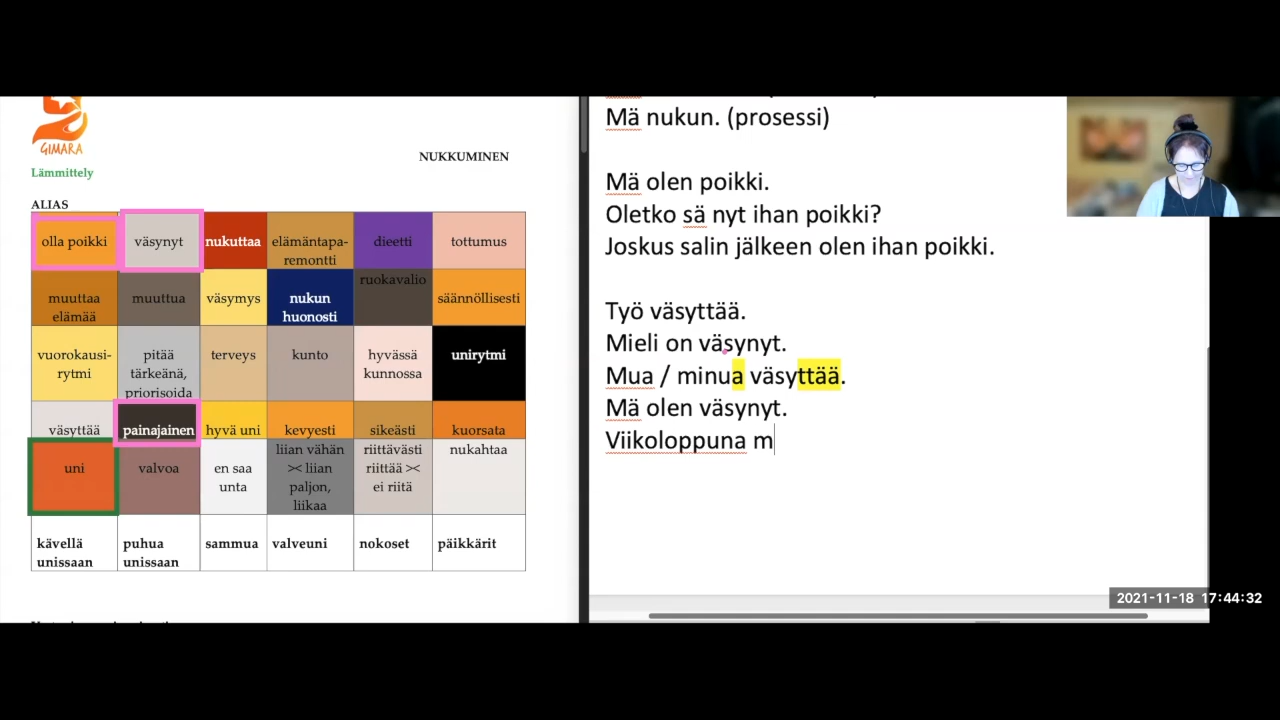 GIMARA
NUKKUMINEN
Lämmittely
ALIAS
olla poikki
väsynyt
nukuttaa
elämäntapa-
remontti
dieetti
tottumus
muuttaa
elämää
muuttua
väsymys
nukun
huonosti
ruokavalio
säännöllisesti
vuorokausi-
rytmi
pitää
tärkeänä,
priorisoida
terveys
kunto
hyvässä
kunnossa
unirytmi
väsyttää
painajainen
hyvä uni
kevyesti
sikeästi
kuorsata
uni
valvoa
en saa
unta
liian vähän
>< liian
paljon,
liikaa
riittävästi
riittää ><
ei riitä
nukahtaa
kävellä
unissaan
puhua
unissaan
sammua
valveuni
nokoset
päikkärit
Mä nukun. (prosessi)
Mä olen poikki.
Oletko sä nyt ihan poikki?
Joskus salin jälkeen olen ihan poikki.
Työ väsyttää.
Mieli on väsynyt.
Mua / minua väsyttää.
Mä olen väsynyt.
Viikoloppuna m
2021-11-18 17:44:32